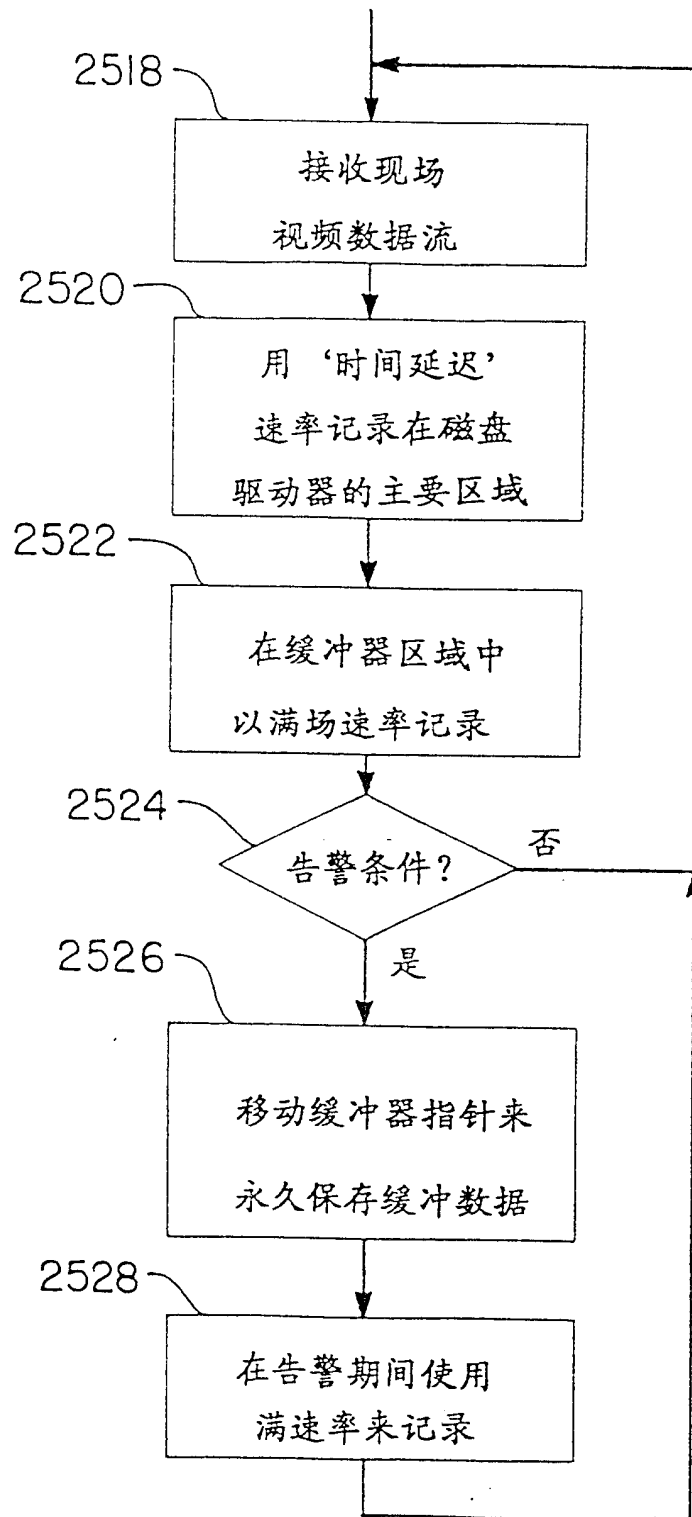 2518
接收现场
视频数据流
2520
用‘时间延迟’
速率记录在磁盘
驱动器的主要区域
2522
在缓冲器区域中
以满场速率记录
2524
告警条件?
否
是
2526
移动缓冲器指针来
永久保存缓冲数据
2528
在告警期间使用
满速率来记录